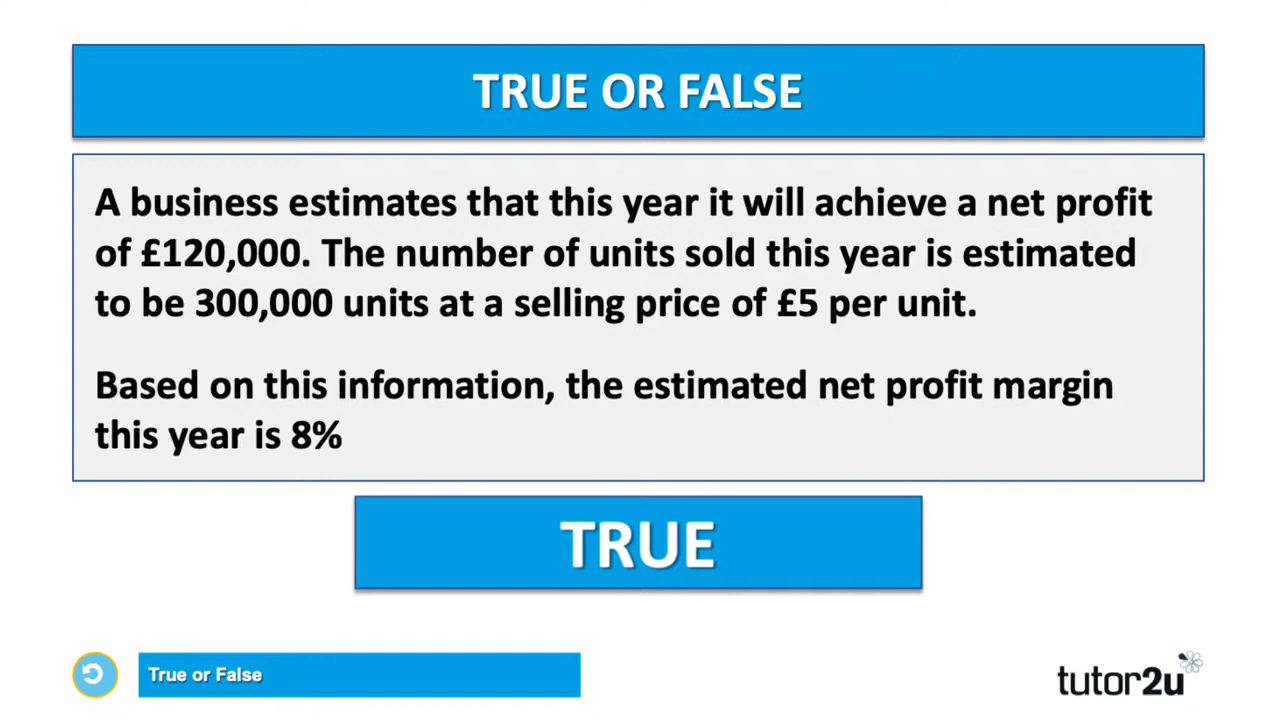 TRUE OR FALSE
A business estimates that this year it will achieve a net profit
of £120,000. The number of units sold this year is estimated
to be 300,000 units at a selling price of £5 per unit.
Based on this information, the estimated net profit margin
this year is 8%
TRUE
True or False
tutor2u